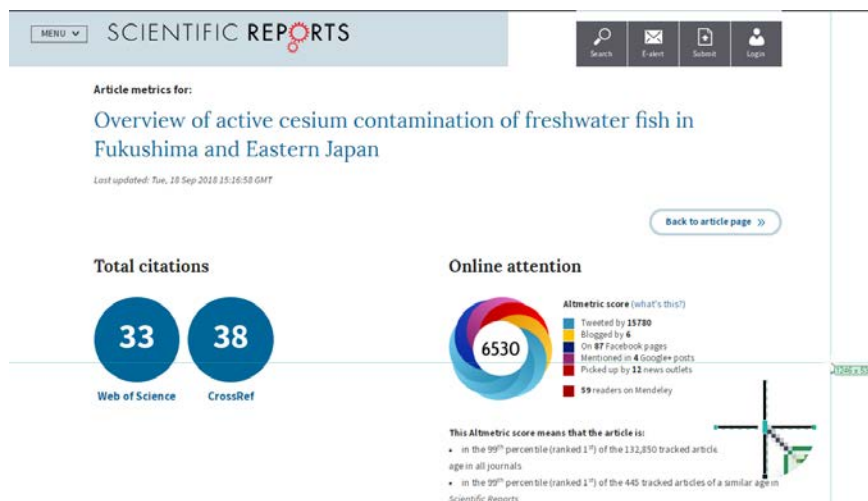 MENU
SCIENTIFIC REPORTS
Search
E-alert
Submit
Login
Article metrics for:
Overview of active cesium contamination of freshwater fish in
Fukushima and Eastern Japan
Last updated: Tue, 18 Sep 2018 15:16:58 GMT
Back to article page »
Total citations
33
38
Web of Science
CrossRef
Online attention
6530
Altmetric score (what's this?)
Tweeted by 15780
Blogged by 6
On 87 Facebook pages
Mentioned in 4 Google+ posts
Picked up by 12 news outlets
59 readers on Mendeley
This Altmetric score means that the article is:
• in the 99th percentile (ranked 1st) of the 132,850 tracked article
age in all journals
• in the 99th percentile (ranked 1st) of the 445 tracked articles of a similar age in
Scientific Reports